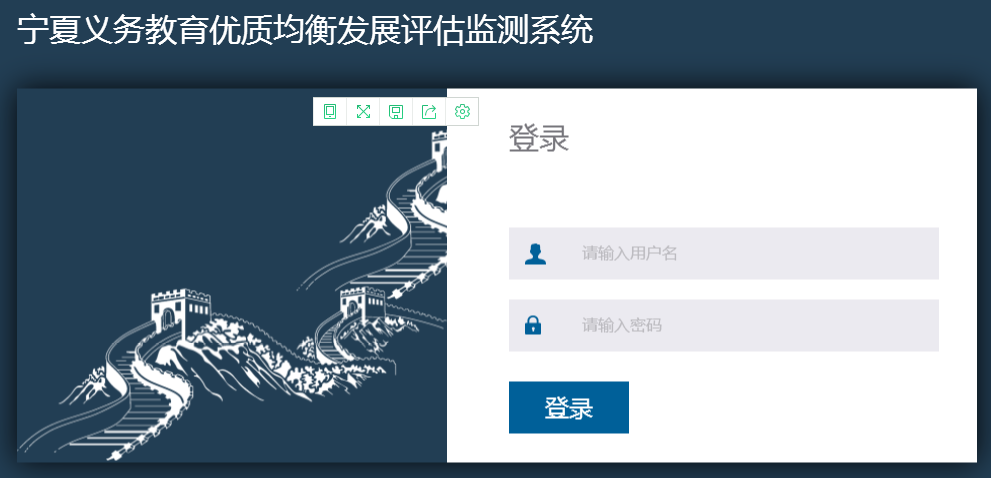 宁夏义务教育优质均衡发展评估监测系统
登录
请输入用户名
请输入密码
登录